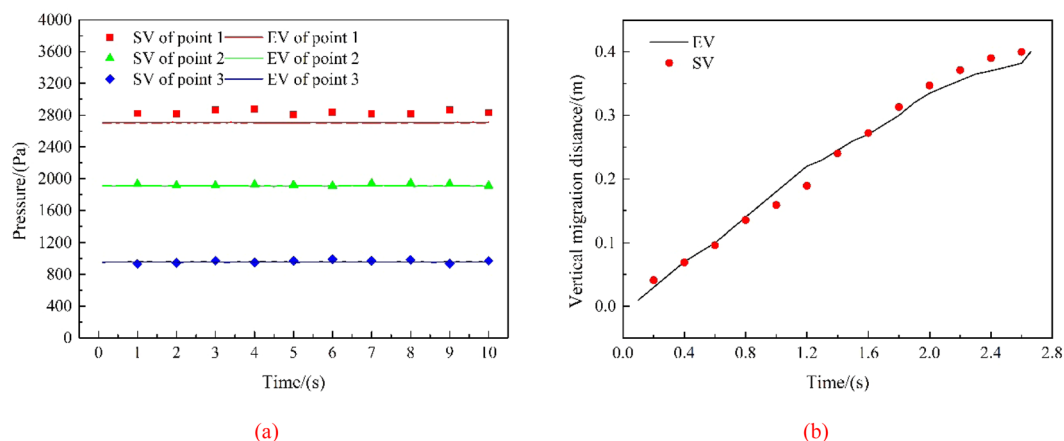 4000
3600
3200
2800
2400
2000
1600
1200
800
400
0
Pressure/(Pa)
SV of point 1 EV of point 1
SV of point 2 EV of point 2
SV of point 3 EV of point 3
0 1 2 3 4 5 6 7 8 9 10
Time/(s)
(a)
0.4
0.3
0.2
0.1
0.0
Vertical migration distance/(m)
EV
SV
0.0 0.4 0.8 1.2 1.6 2.0 2.4 2.8
Time/(s)
(b)